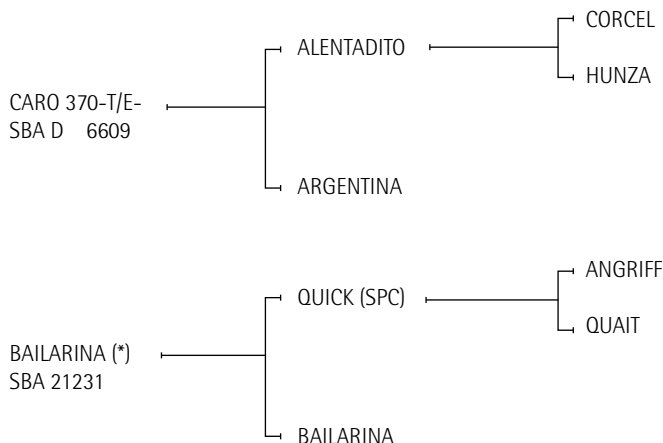 CORCEL
ALENTADITO
HUNZA
CARO 370-T/E-
SBA D 6609
ARGENTINA
ANGRIFF
QUICK (SPC)
QUAIT
BAILARINA (*)
SBA 21231
BAILARINA